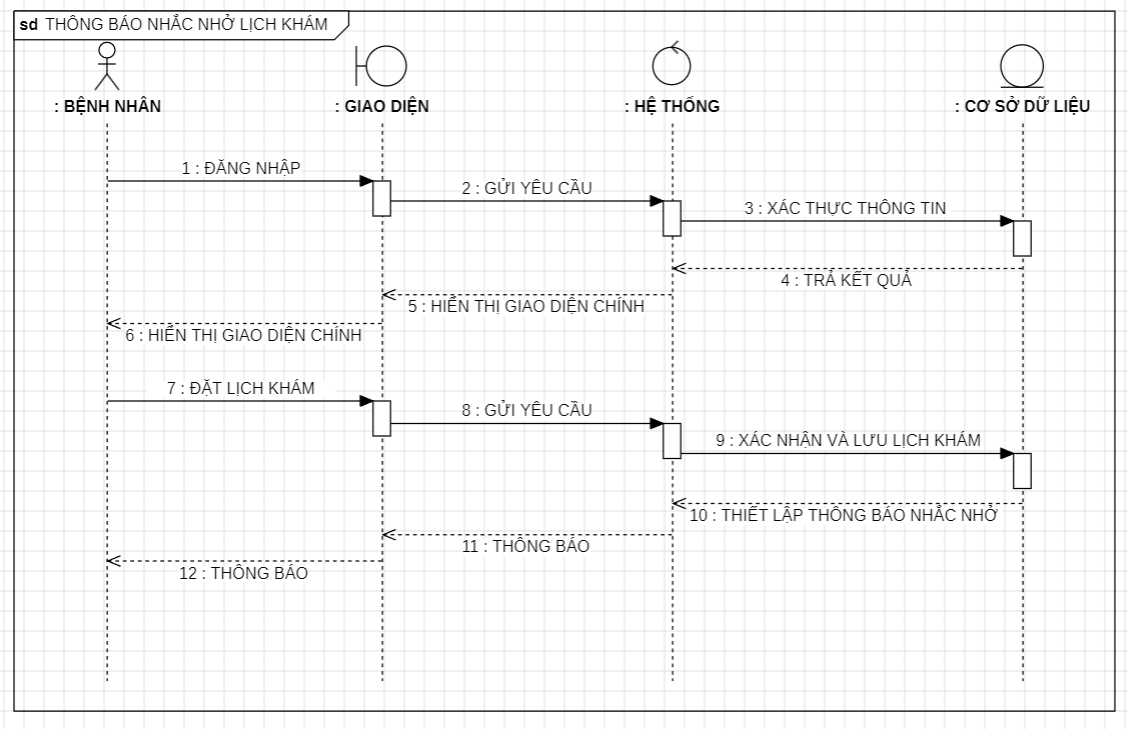 sd THÔNG BÁO NHẮC NHỞ LỊCH KHÁM
: BỆNH NHÂN
: GIAO DIỆN
: HỆ THỐNG
: CƠ SỞ DỮ LIỆU
1 : ĐĂNG NHẬP
2 : GỬI YÊU CẦU
3 : XÁC THỰC THÔNG TIN
4 : TRẢ KẾT QUẢ
5 : HIỂN THỊ GIAO DIỆN CHÍNH
6 : HIỂN THỊ GIAO DIỆN CHÍNH
7 : ĐẶT LỊCH KHÁM
8 : GỬI YÊU CẦU
9 : XÁC NHẬN VÀ LƯU LỊCH KHÁM
10 : THIẾT LẬP THÔNG BÁO NHẮC NHỞ
11 : THÔNG BÁO
12 : THÔNG BÁO